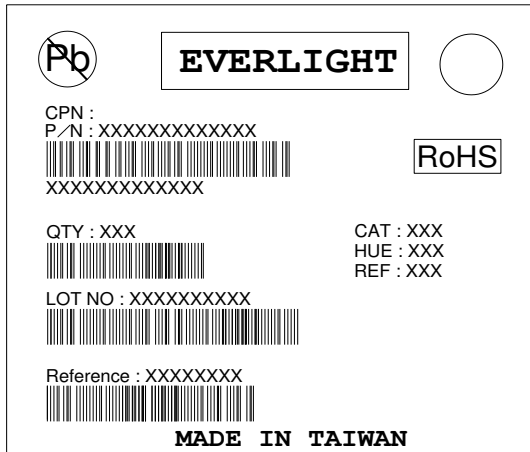 Pb
EVERLIGHT
CPN :
P/N : XXXXXXXXXXXXX
RoHS
XXXXXXXXXXXXX
QTY : XXX
CAT : XXX
HUE : XXX
REF : XXX
LOT NO : XXXXXXXXXX
Reference : XXXXXXXX
MADE IN TAIWAN